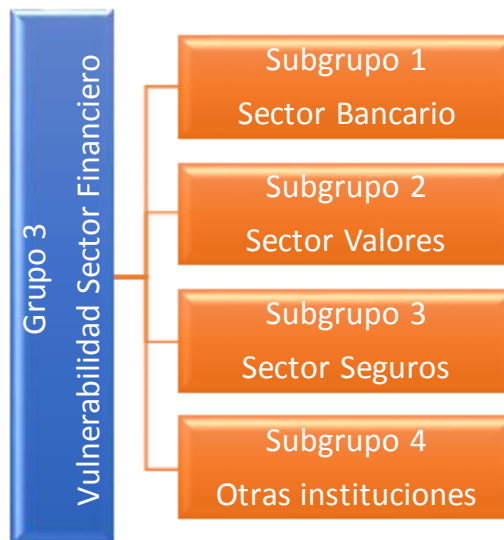 Grupo 3
Vulnerabilidad Sector Financiero
Subgrupo 1
Sector Bancario
Subgrupo 2
Sector Valores
Subgrupo 3
Sector Seguros
Subgrupo 4
Otras instituciones